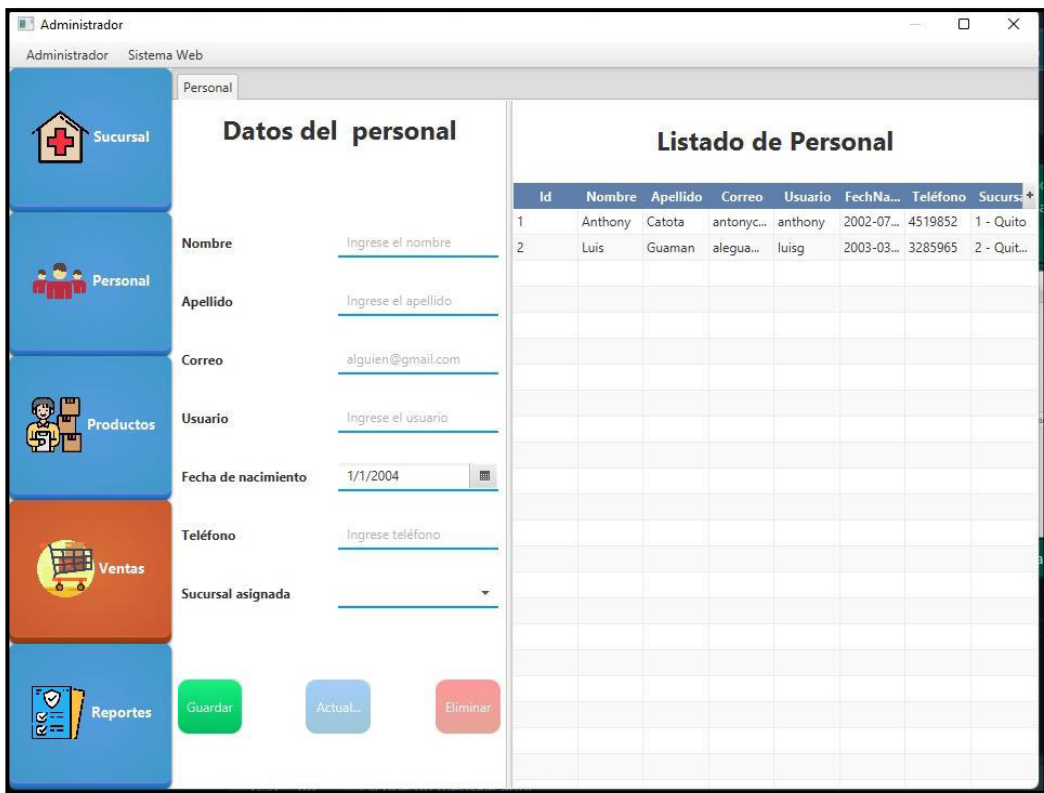 Administrador
Administrador Sistema Web
Sucursal
Personal
Productos
Ventas
Reportes
Personal
Datos del personal
Nombre Ingrese el nombre
Apellido Ingrese el apellido
Correo alguien@gmail.com
Usuario Ingrese el usuario
Fecha de nacimiento 1/1/2004
Teléfono Ingrese teléfono
Sucursal asignada
Guardar Actual... Eliminar
Listado de Personal
Id Nombre Apellido Correo Usuario FechNa... Teléfono Sucursa +
1 Anthony Catota antonyc... anthony 2002-07... 4519852 1 - Quito
2 Luis Guaman alegua... luisg 2003-03... 3285965 2 - Quit...